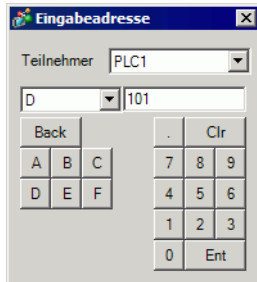 Eingabeadresse
Teilnehmer PLC1
D 101
Back . Clr
A B C 7 8 9
D E F 4 5 6
1 2 3
0 Ent